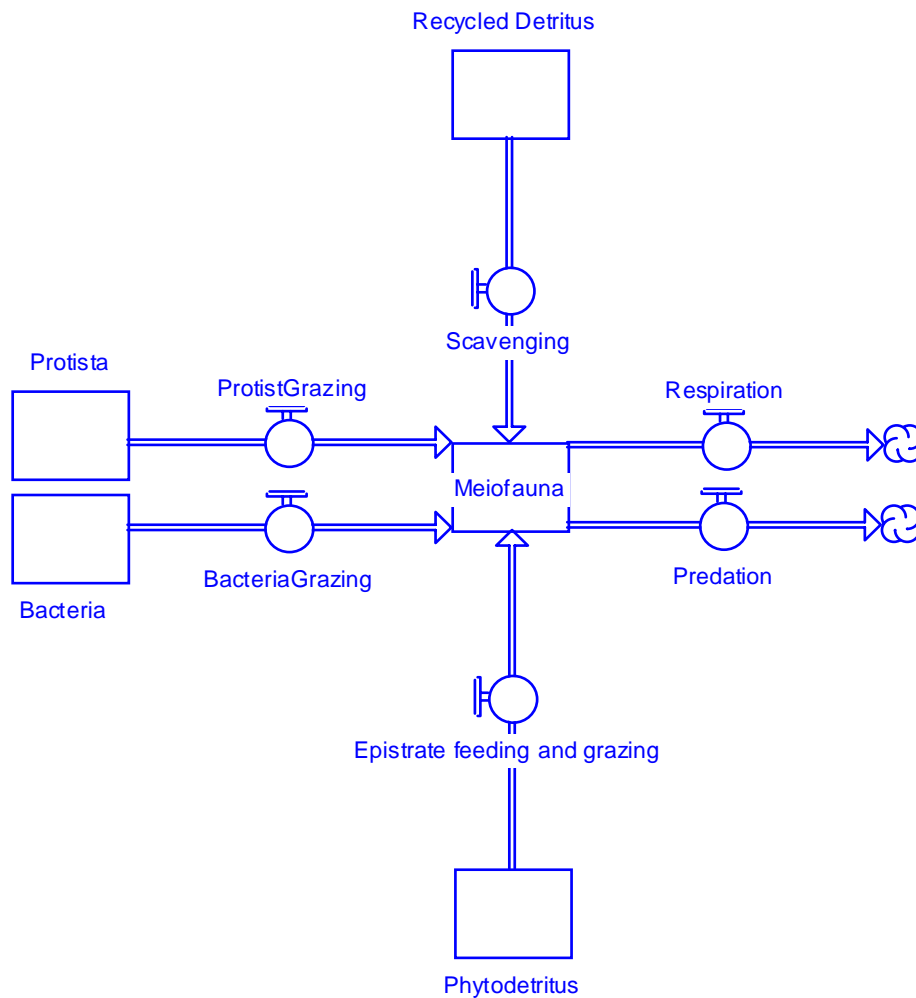 Recycled Detritus
Scavenging
Protista
ProtistGrazing
Respiration
Meiofauna
BacteriaGrazing
Predation
Bacteria
Epistrate feeding and grazing
Phytodetritus